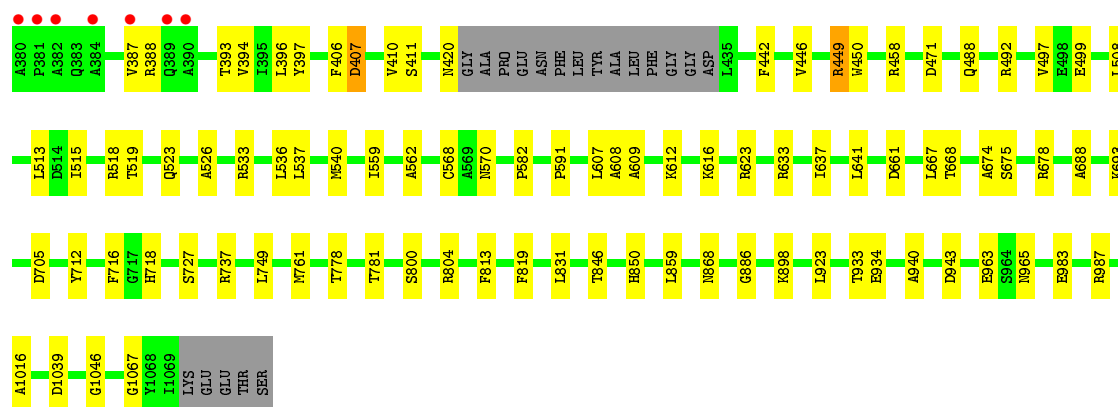 A380 P381 A382 Q383 A384 V387 R388 Q389 A390 T393 V394 I395 L396 Y397 F406 D407 V410 S411 N420 GLY ALA PRO GLU ASN PHE LEU TYR ALA LEU PHE GLY GLY ASP L435 F442 V446 R449 W450 R458 D471 Q488 R492 V497 E498 E499
L513 D514 I515 R518 T519 Q523 A526 R533 L536 L537 M540 I559 A562 C568 A569 N570 P582 P591 L607 A608 A609 K612 K616 R623 R633 I637 L641 D661 L667 T668 A674 S675 R678 A688 K693
D705 Y712 F716 G717 H718 S727 R737 L749 M761 T778 T781 S800 R804 F813 F819 L831 T846 H850 L859 N868 G886 K898 L923 T933 E934 A940 D943 E963 S964 N965 E983 R987
A1016 D1039 G1046 G1067 Y1068 I1069 LYS GLU GLU THR SER